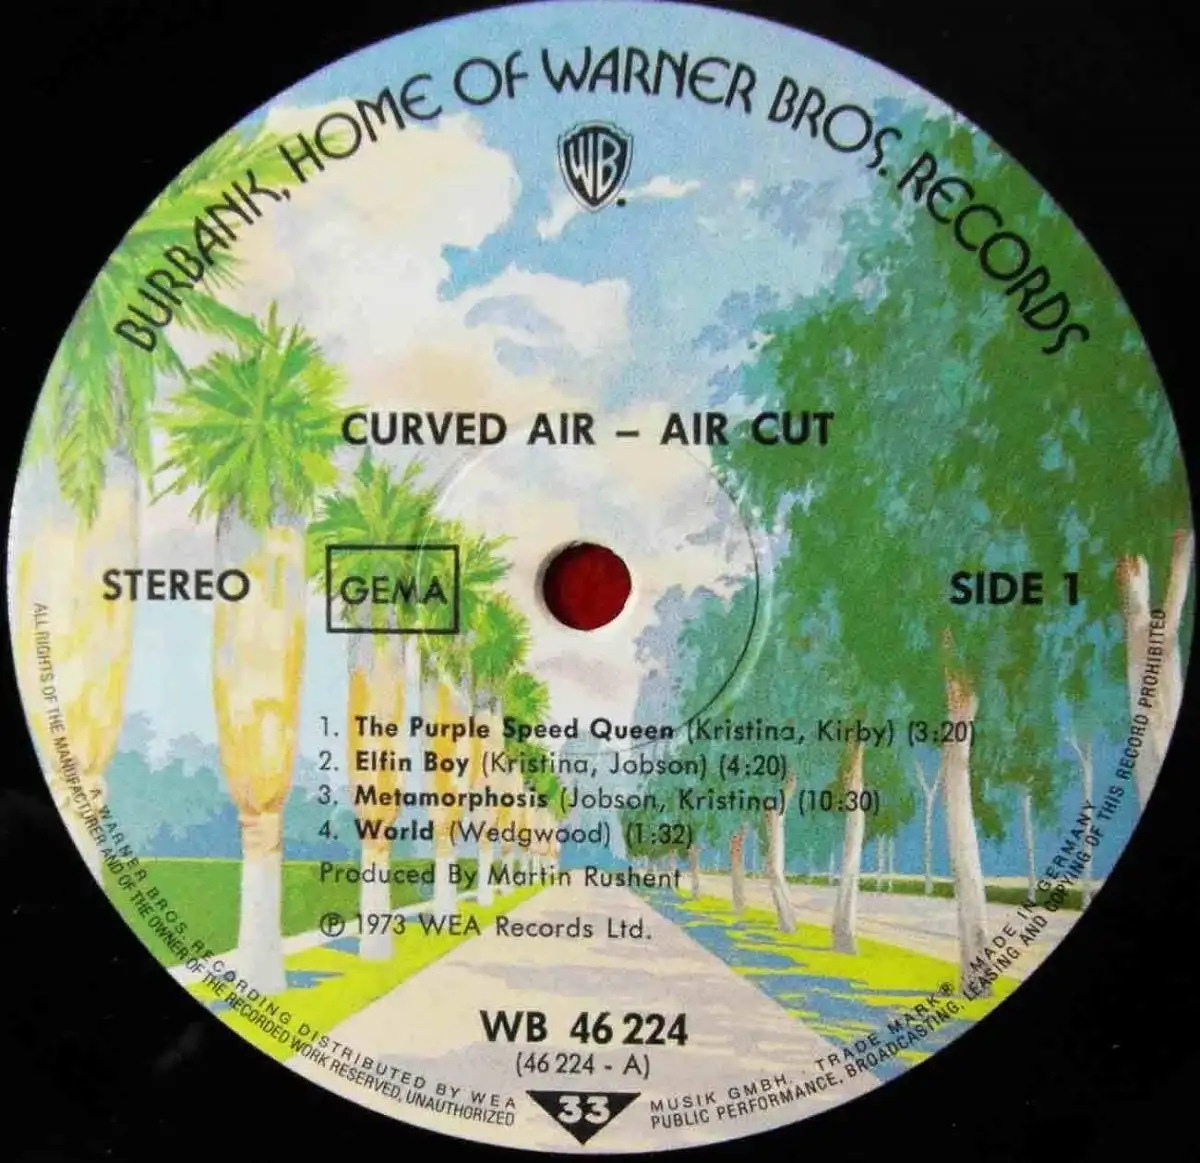 BURBANK, HOME OF WARNER BROS. RECORDS
WB
CURVED AIR – AIR CUT
STEREO
GEMA
SIDE 1
1. The Purple Speed Queen (Kristina, Kirby) (3:20)
2. Elfin Boy (Kristina, Jobson) (4:20)
3. Metamorphosis (Jobson, Kristina) (10:30)
4. World (Wedgwood) (1:32)
Produced By Martin Rushent
℗ 1973 WEA Records Ltd.
WB 46 224
(46 224 - A)
33
A WARNER BROS. RECORDING DISTRIBUTED BY WEA MUSIK GMBH. . TRADE MARK® . MADE IN GERMANY
ALL RIGHTS OF THE MANUFACTURER AND OF THE OWNER OF THE RECORDED WORK RESERVED, UNAUTHORIZED PUBLIC PERFORMANCE, BROADCASTING, LEASING AND COPYING OF THIS RECORD PROHIBITED